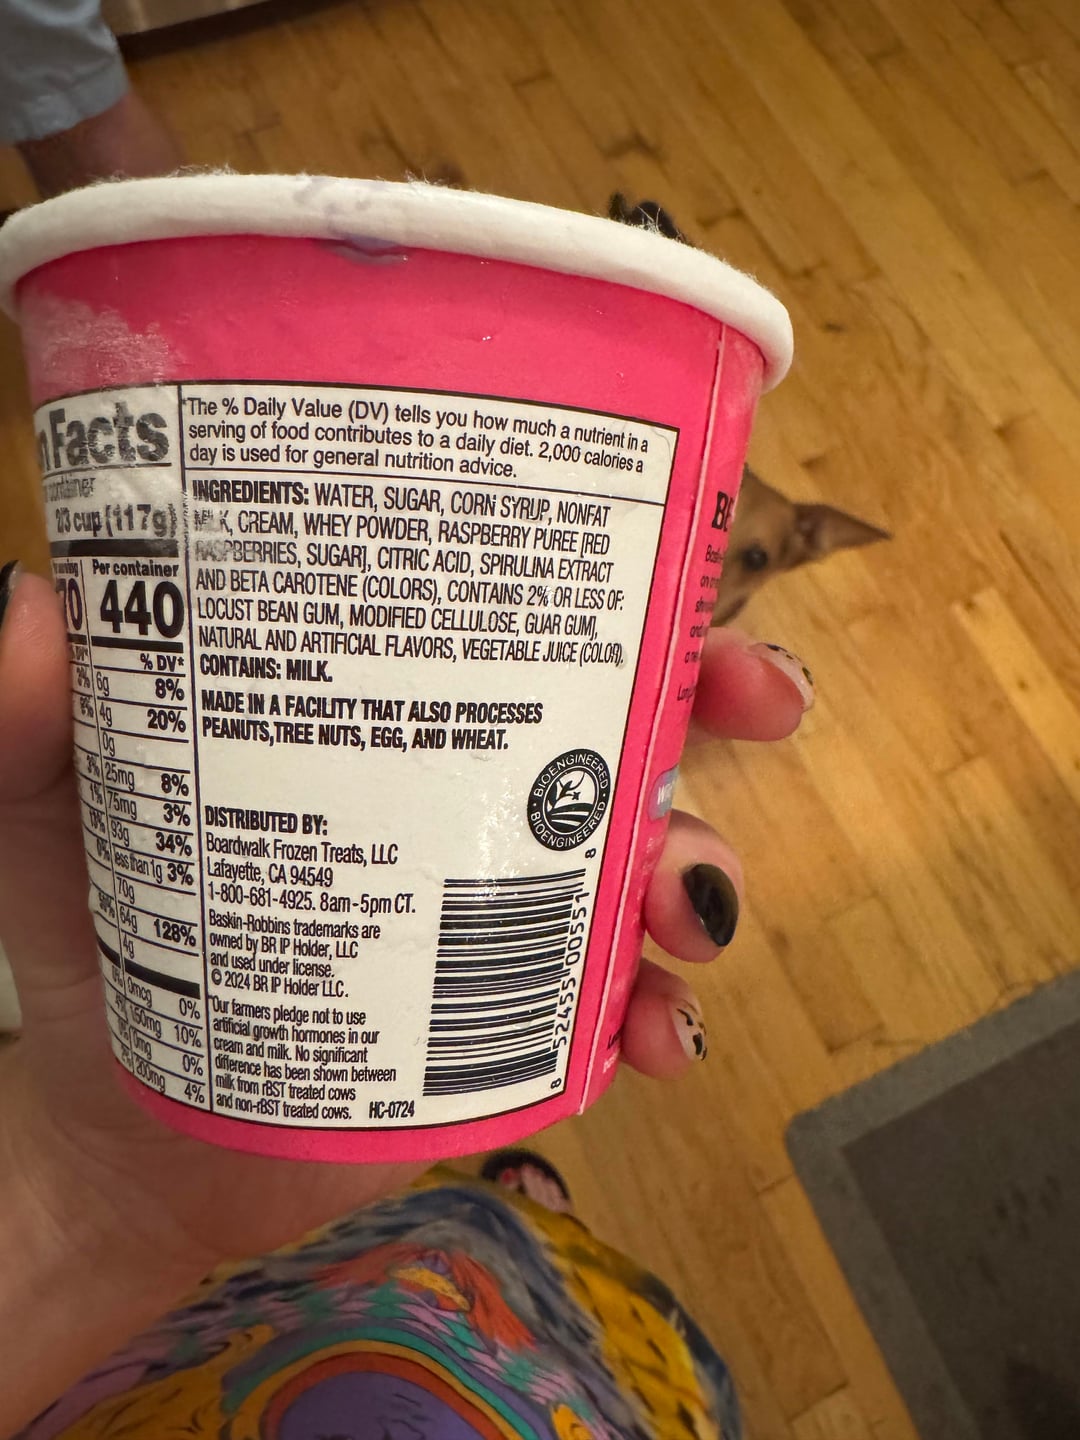 Facts
container
2/3 cup (117g)
Per container
70 440
% DV*
3% 6g 8%
4g 20%
0g
3% 25mg 8%
1% 75mg 3%
93g 34%
less than 1g 3%
70g
64g 128%
4g
0% 0mcg 0%
150mg 10%
0% 0mg 0%
300mg 4%
*The % Daily Value (DV) tells you how much a nutrient in a
serving of food contributes to a daily diet. 2,000 calories a
day is used for general nutrition advice.
INGREDIENTS: WATER, SUGAR, CORN SYRUP, NONFAT
MILK, CREAM, WHEY POWDER, RASPBERRY PUREE [RED
RASPBERRIES, SUGAR], CITRIC ACID, SPIRULINA EXTRACT
AND BETA CAROTENE (COLORS), CONTAINS 2% OR LESS OF:
LOCUST BEAN GUM, MODIFIED CELLULOSE, GUAR GUM],
NATURAL AND ARTIFICIAL FLAVORS, VEGETABLE JUICE (COLOR).
CONTAINS: MILK.
MADE IN A FACILITY THAT ALSO PROCESSES
PEANUTS,TREE NUTS, EGG, AND WHEAT.
BIOENGINEERED
BIOENGINEERED
DISTRIBUTED BY:
Boardwalk Frozen Treats, LLC
Lafayette, CA 94549
1-800-681-4925. 8am-5pm CT.
Baskin-Robbins trademarks are
owned by BR IP Holder, LLC
and used under license.
© 2024 BR IP Holder LLC.
*Our farmers pledge not to use
artificial growth hormones in our
cream and milk. No significant
difference has been shown between
milk from rBST treated cows
and non-rBST treated cows. HC-0724
8 52455 00551 8